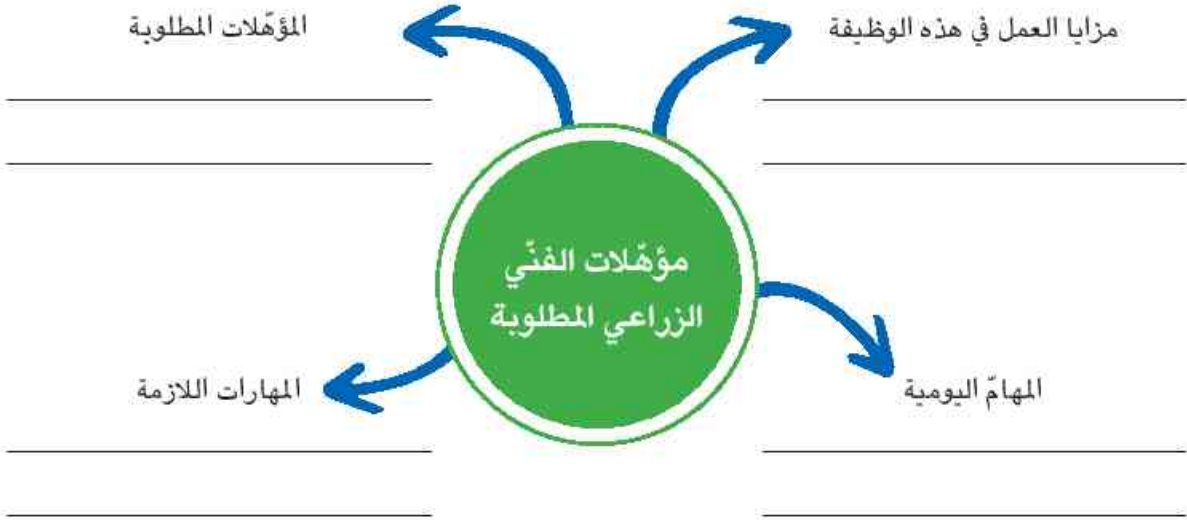 مزايا العمل في هذه الوظيفة
المؤهّلات المطلوبة
مؤهّلات الفنّي
الزراعي المطلوبة
المهامّ اليومية
المهارات اللازمة